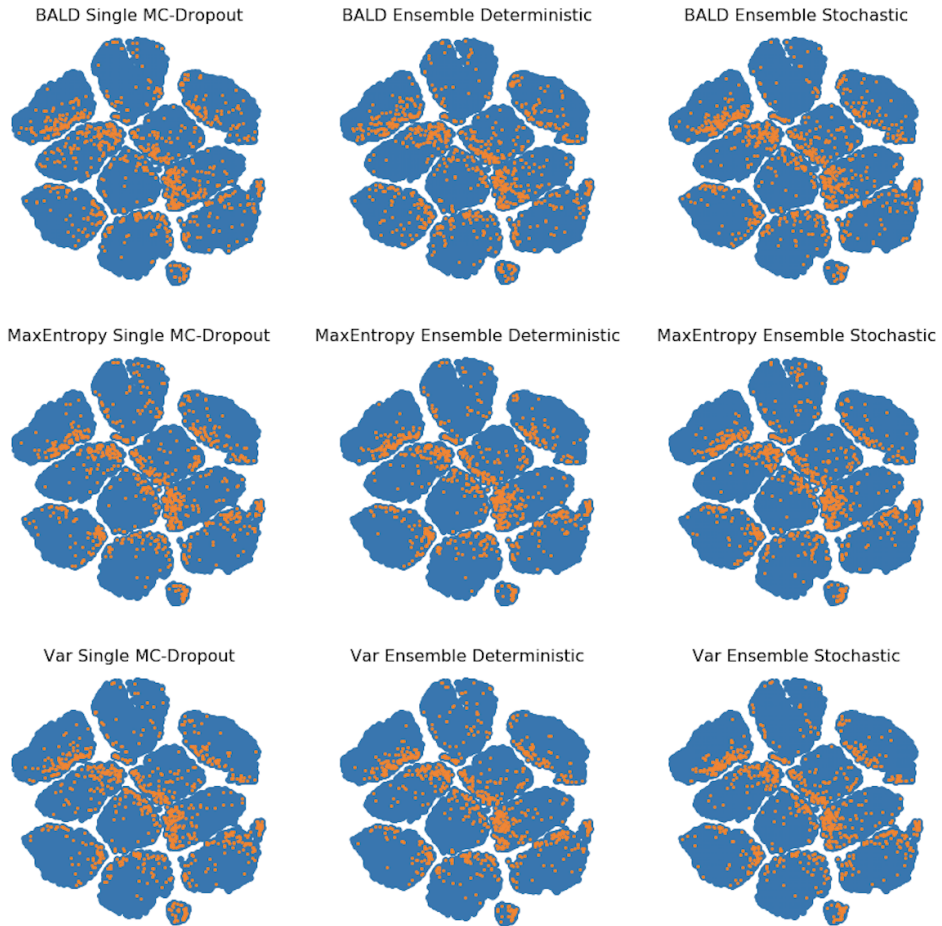 BALD Single MC-Dropout
BALD Ensemble Deterministic
BALD Ensemble Stochastic
MaxEntropy Single MC-Dropout
MaxEntropy Ensemble Deterministic
MaxEntropy Ensemble Stochastic
Var Single MC-Dropout
Var Ensemble Deterministic
Var Ensemble Stochastic